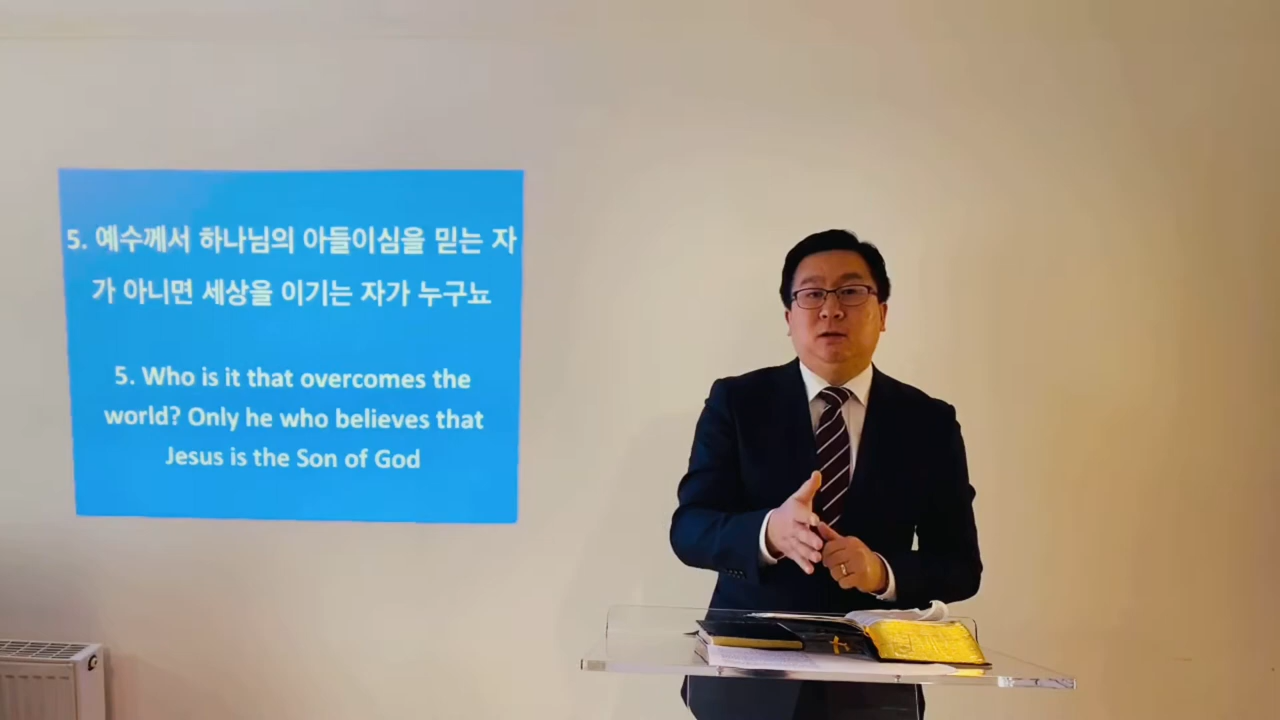 5. 예수께서 하나님의 아들이심을 믿는 자
가 아니면 세상을 이기는 자가 누구뇨
5. Who is it that overcomes the
world? Only he who believes that
Jesus is the Son of God